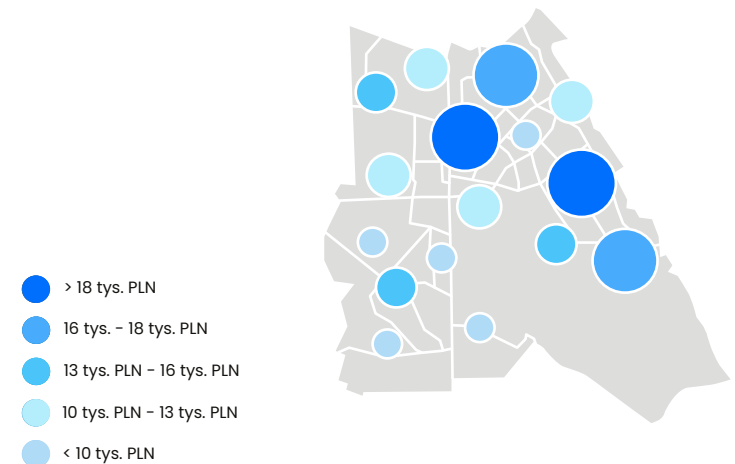 > 18 tys. PLN
16 tys. - 18 tys. PLN
13 tys. PLN - 16 tys. PLN
10 tys. PLN - 13 tys. PLN
< 10 tys. PLN